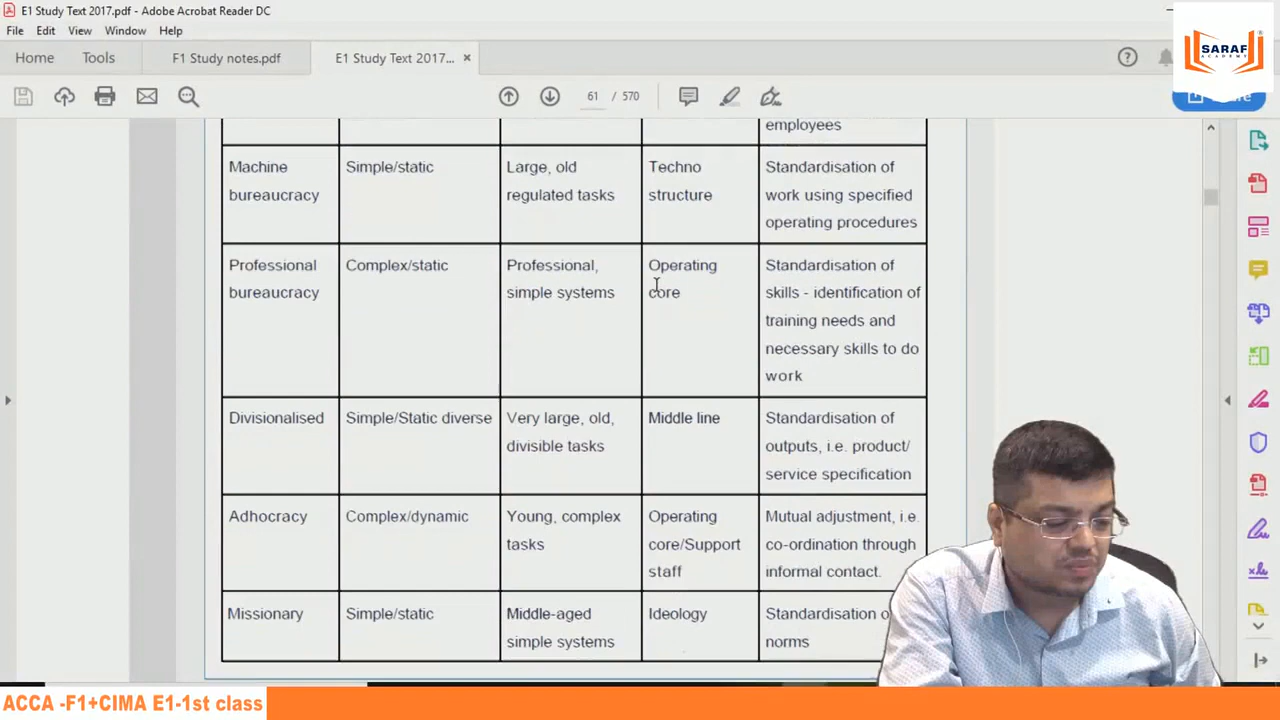 E1 Study Text 2017.pdf - Adobe Acrobat Reader DC
File Edit View Window Help
Home Tools F1 Study notes.pdf E1 Study Text 2017... ×
61 / 570
SARAF
ACADEMY
employees
Machine bureaucracy
Simple/static
Large, old
regulated tasks
Techno
structure
Standardisation of
work using specified
operating procedures
Professional
bureaucracy
Complex/static
Professional,
simple systems
Operating
core
Standardisation of
skills - identification of
training needs and
necessary skills to do
work
Divisionalised
Simple/Static diverse
Very large, old,
divisible tasks
Middle line
Standardisation of
outputs, i.e. product/
service specification
Adhocracy
Complex/dynamic
Young, complex
tasks
Operating
core/Support
staff
Mutual adjustment, i.e.
co-ordination through
informal contact.
Missionary
Simple/static
Middle-aged
simple systems
Ideology
Standardisation
norms
ACCA -F1+CIMA E1-1st class